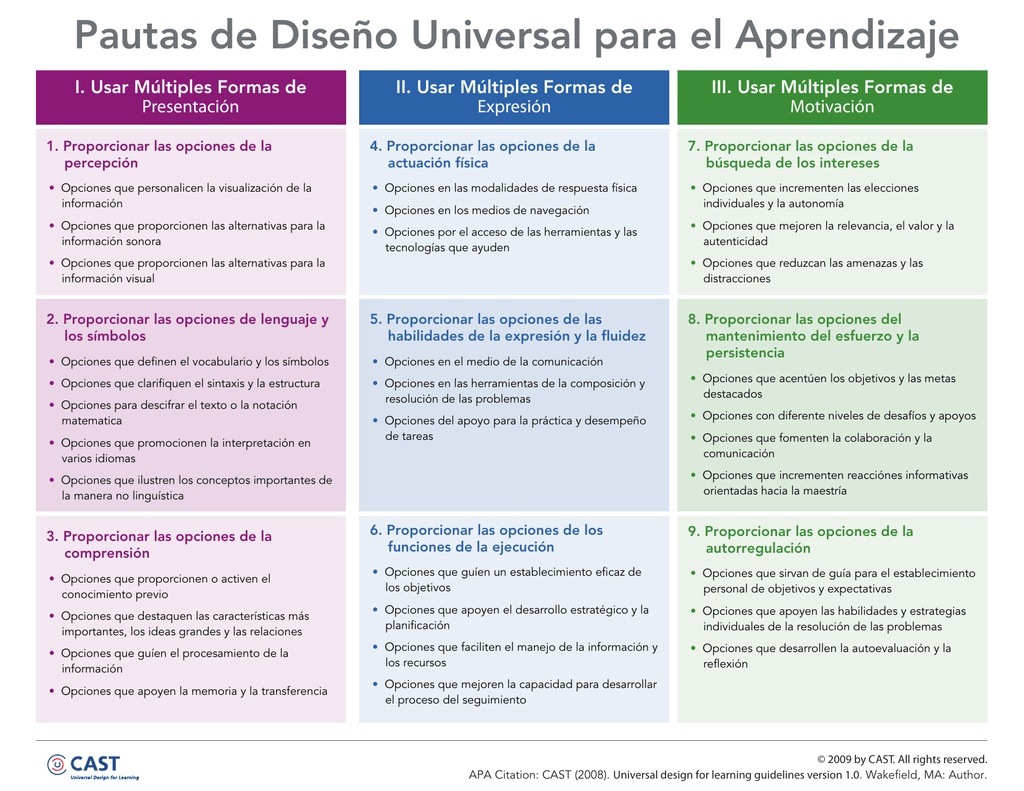 Pautas de Diseño Universal para el Aprendizaje
I. Usar Múltiples Formas de
Presentación
1. Proporcionar las opciones de la
percepción
• Opciones que personalicen la visualización de la
información
• Opciones que proporcionen las alternativas para la
información sonora
• Opciones que proporcionen las alternativas para la
información visual
2. Proporcionar las opciones de lenguaje y
los símbolos
• Opciones que definen el vocabulario y los símbolos
• Opciones que clarifiquen el sintaxis y la estructura
• Opciones para descifrar el texto o la notación
matematica
• Opciones que promocionen la interpretación en
varios idiomas
• Opciones que ilustren los conceptos importantes de
la manera no linguística
3. Proporcionar las opciones de la
comprensión
• Opciones que proporcionen o activen el
conocimiento previo
• Opciones que destaquen las características más
importantes, los ideas grandes y las relaciones
• Opciones que guíen el procesamiento de la
información
• Opciones que apoyen la memoria y la transferencia
II. Usar Múltiples Formas de
Expresión
4. Proporcionar las opciones de la
actuación física
• Opciones en las modalidades de respuesta física
• Opciones en los medios de navegación
• Opciones por el acceso de las herramientas y las
tecnologías que ayuden
5. Proporcionar las opciones de las
habilidades de la expresión y la fluidez
• Opciones en el medio de la comunicación
• Opciones en las herramientas de la composición y
resolución de las problemas
• Opciones del apoyo para la práctica y desempeño
de tareas
6. Proporcionar las opciones de los
funciones de la ejecución
• Opciones que guíen un establecimiento eficaz de
los objetivos
• Opciones que apoyen el desarrollo estratégico y la
planificación
• Opciones que faciliten el manejo de la información y
los recursos
• Opciones que mejoren la capacidad para desarrollar
el proceso del seguimiento
III. Usar Múltiples Formas de
Motivación
7. Proporcionar las opciones de la
búsqueda de los intereses
• Opciones que incrementen las elecciones
individuales y la autonomía
• Opciones que mejoren la relevancia, el valor y la
autenticidad
• Opciones que reduzcan las amenazas y las
distracciones
8. Proporcionar las opciones del
mantenimiento del esfuerzo y la
persistencia
• Opciones que acentúen los objetivos y las metas
destacados
• Opciones con diferente niveles de desafíos y apoyos
• Opciones que fomenten la colaboración y la
comunicación
• Opciones que incrementen reacciónes informativas
orientadas hacia la maestría
9. Proporcionar las opciones de la
autorregulación
• Opciones que sirvan de guía para el establecimiento
personal de objetivos y expectativas
• Opciones que apoyen las habilidades y estrategias
individuales de la resolución de las problemas
• Opciones que desarrollen la autoevaluación y la
reflexión
CAST
Universal Design for Learning
© 2009 by CAST. All rights reserved.
APA Citation: CAST (2008). Universal design for learning guidelines version 1.0. Wakefield, MA: Author.